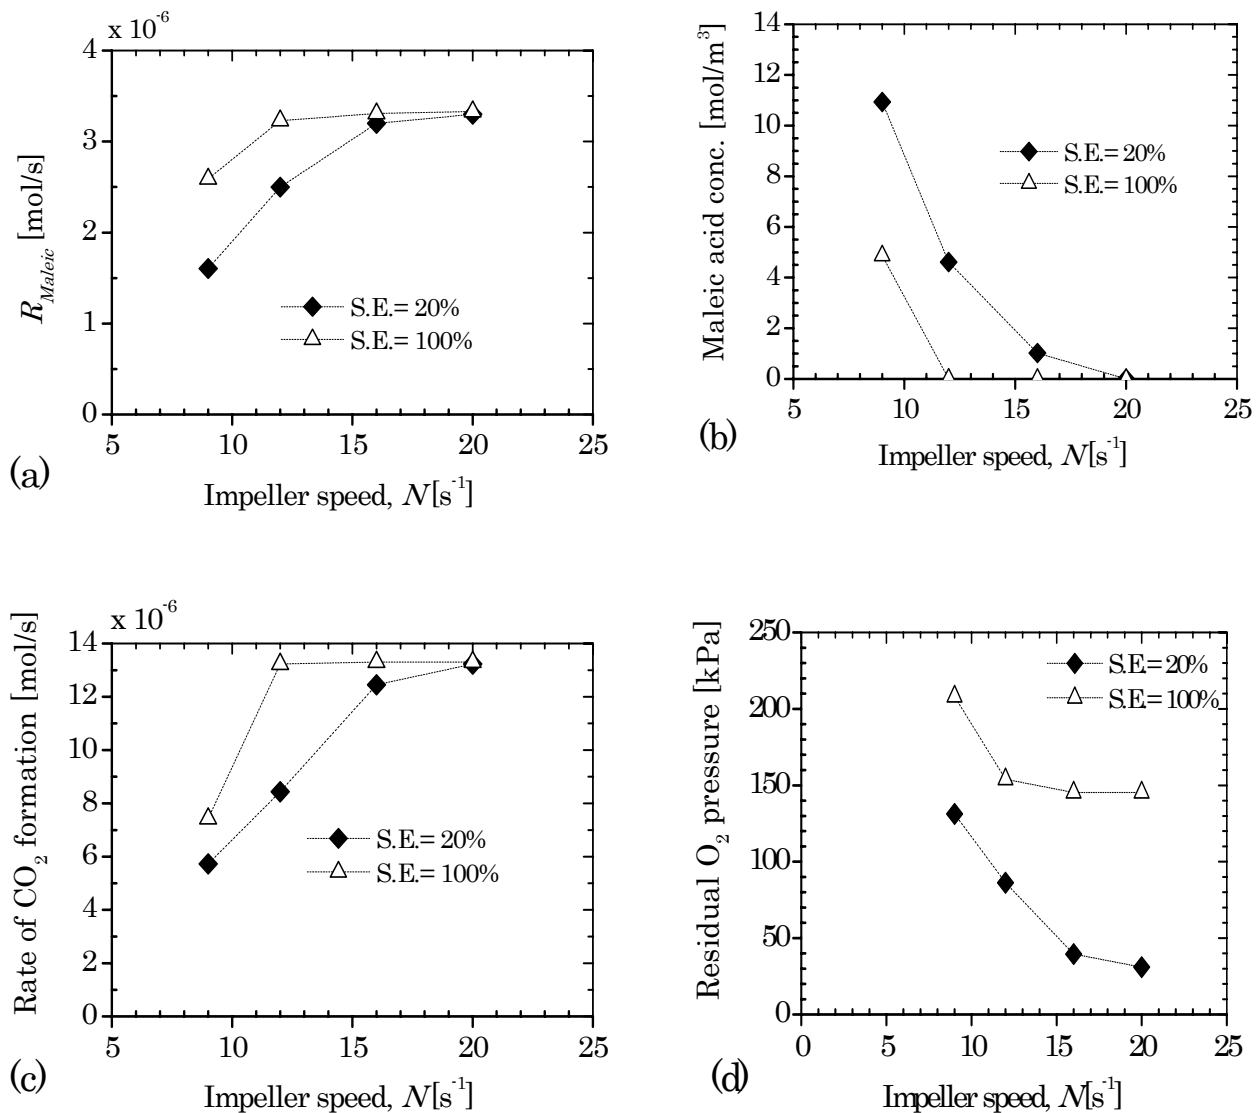 x 10-6
4
3
2
1
0
5 10 15 20 25
R Maleic [mol/s]
S.E.= 20%
S.E.= 100%
Impeller speed, N [s-1]
(a)
14
12
10
8
6
4
2
0
5 10 15 20 25
Maleic acid conc. [mol/m3]
S.E.= 20%
S.E.= 100%
Impeller speed, N [s-1]
(b)
x 10-6
14
12
10
8
6
4
2
0
5 10 15 20 25
Rate of CO2 formation [mol/s]
S.E.= 20%
S.E.= 100%
Impeller speed, N [s-1]
(c)
250
200
150
100
50
0
0 5 10 15 20 25
Residual O2 pressure [kPa]
S.E.= 20%
S.E.= 100%
Impeller speed, N [s-1]
(d)